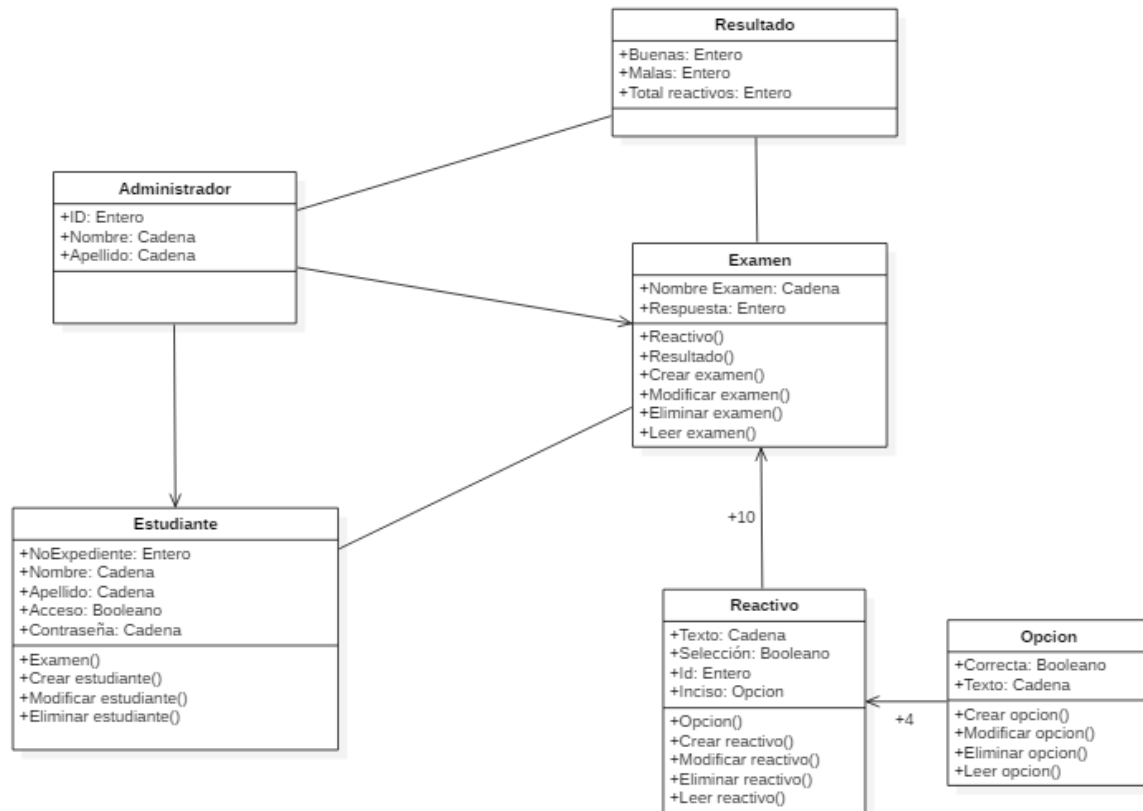 Resultado
+Buenas: Entero
+Malas: Entero
+Total reactivos: Entero
Administrador
+ID: Entero
+Nombre: Cadena
+Apellido: Cadena
Examen
+Nombre Examen: Cadena
+Respuesta: Entero
+Reactivo()
+Resultado()
+Crear examen()
+Modificar examen()
+Eliminar examen()
+Leer examen()
Estudiante
+NoExpediente: Entero
+Nombre: Cadena
+Apellido: Cadena
+Acceso: Booleano
+Contraseña: Cadena
+Examen()
+Crear estudiante()
+Modificar estudiante()
+Eliminar estudiante()
+10
Reactivo
+Texto: Cadena
+Selección: Booleano
+Id: Entero
+Inciso: Opcion
+Opcion()
+Crear reactivo()
+Modificar reactivo()
+Eliminar reactivo()
+Leer reactivo()
+4
Opcion
+Correcta: Booleano
+Texto: Cadena
+Crear opcion()
+Modificar opcion()
+Eliminar opcion()
+Leer opcion()